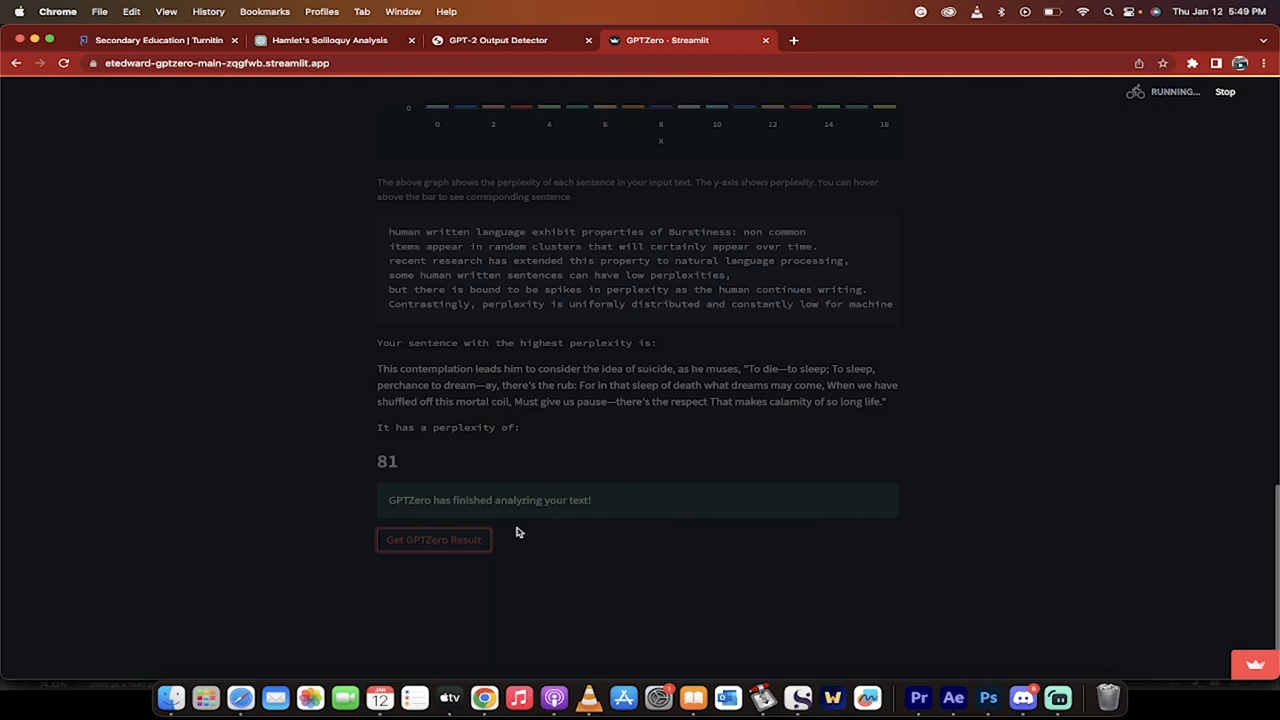 Chrome File Edit View History Bookmarks Profiles Tab Window Help Thu Jan 12 5:49 PM
Secondary Education | Turnitin Hamlet's Soliloquy Analysis GPT-2 Output Detector GPTZero · Streamlit
etedward-gptzero-main-zqgfwb.streamlit.app
RUNNING... Stop
0
0 2 4 6 8 10 12 14 16
X
The above graph shows the perplexity of each sentence in your input text. The y-axis shows perplexity. You can hover
above the bar to see corresponding sentence
human written language exhibit properties of Burstiness: non common
items appear in random clusters that will certainly appear over time.
recent research has extended this property to natural language processing,
some human written sentences can have low perplexities,
but there is bound to be spikes in perplexity as the human continues writing.
Contrastingly, perplexity is uniformly distributed and constantly low for machine
Your sentence with the highest perplexity is:
This contemplation leads him to consider the idea of suicide, as he muses, "To die—to sleep; To sleep,
perchance to dream—ay, there's the rub: For in that sleep of death what dreams may come, When we have
shuffled off this mortal coil, Must give us pause—there's the respect That makes calamity of so long life."
It has a perplexity of:
81
GPTZero has finished analyzing your text!
Get GPTZero Result
JAN
12
tv
W
Pr Ae Ps